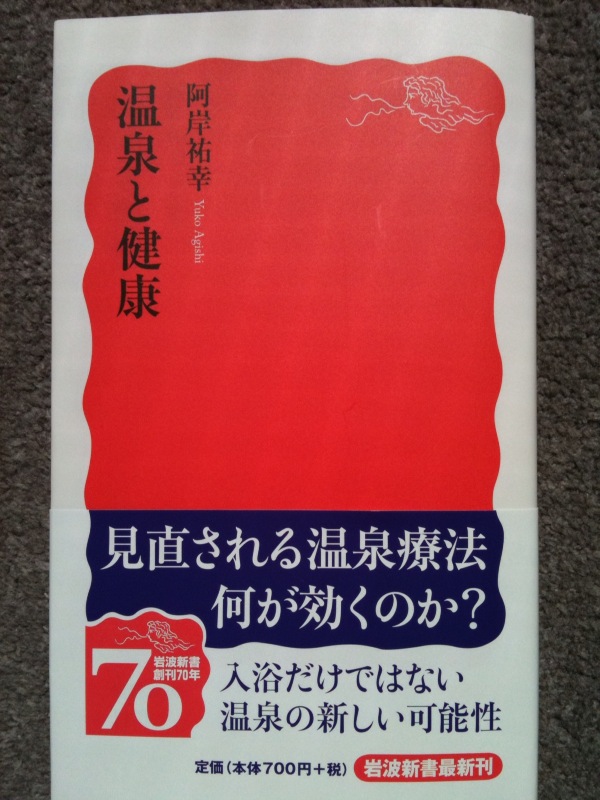 温泉と健康
阿岸祐幸 Yuko Agishi
見直される温泉療法
何が効くのか？
70
岩波新書
創刊70年
入浴だけではない
温泉の新しい可能性
定価（本体700円＋税）
岩波新書最新刊